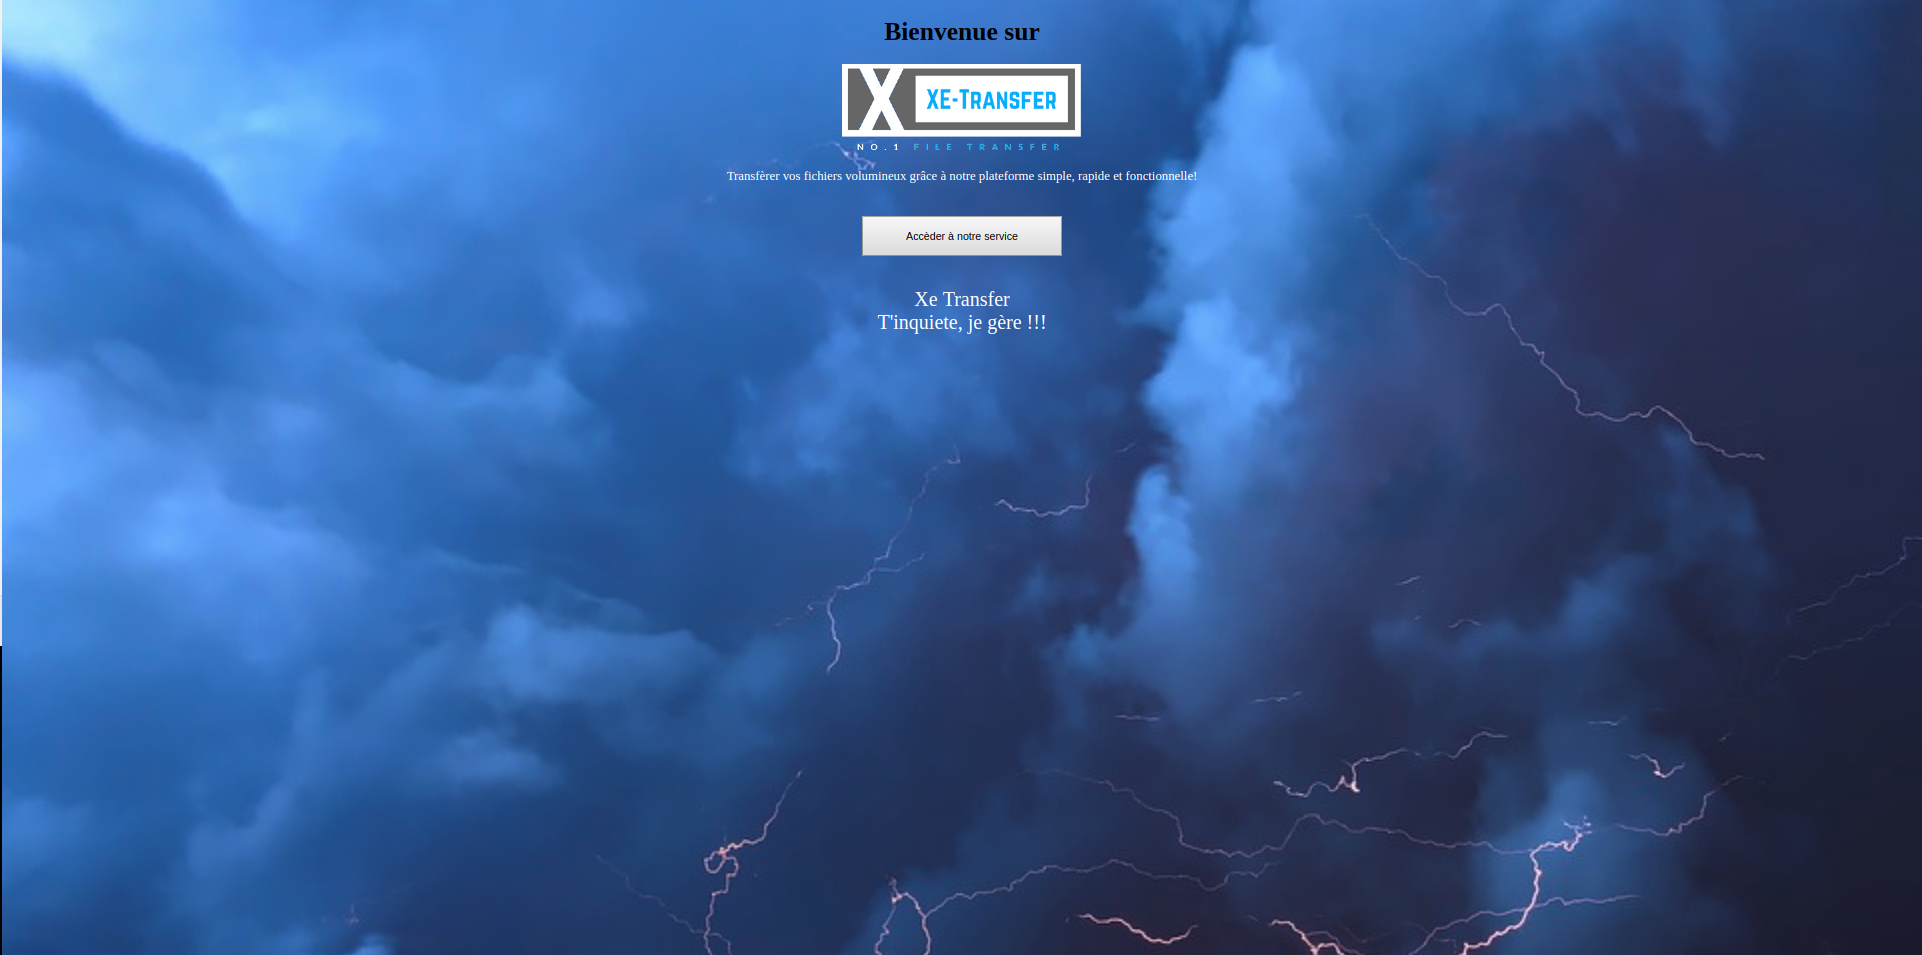 Bienvenue sur
X XE-TRANSFER
NO.1 FILE TRANSFER
Transfèrer vos fichiers volumineux grâce à notre plateforme simple, rapide et fonctionnelle!
Accèder à notre service
Xe Transfer
T'inquiete, je gère !!!